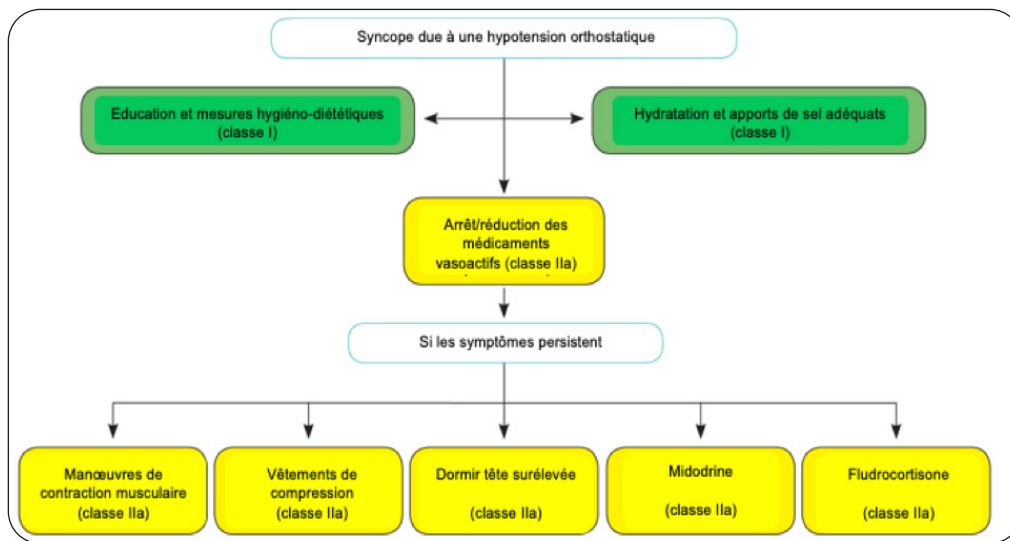 Syncope due à une hypotension orthostatique
Education et mesures hygiéno-diététiques
(classe I)
Hydratation et apports de sel adéquats
(classe I)
Arrêt/réduction des
médicaments
vasoactifs (classe IIa)
Si les symptômes persistent
Manœuvres de
contraction musculaire
(classe IIa)
Vêtements de
compression
(classe IIa)
Dormir tête surélevée
(classe IIa)
Midodrine
(classe IIa)
Fludrocortisone
(classe IIa)